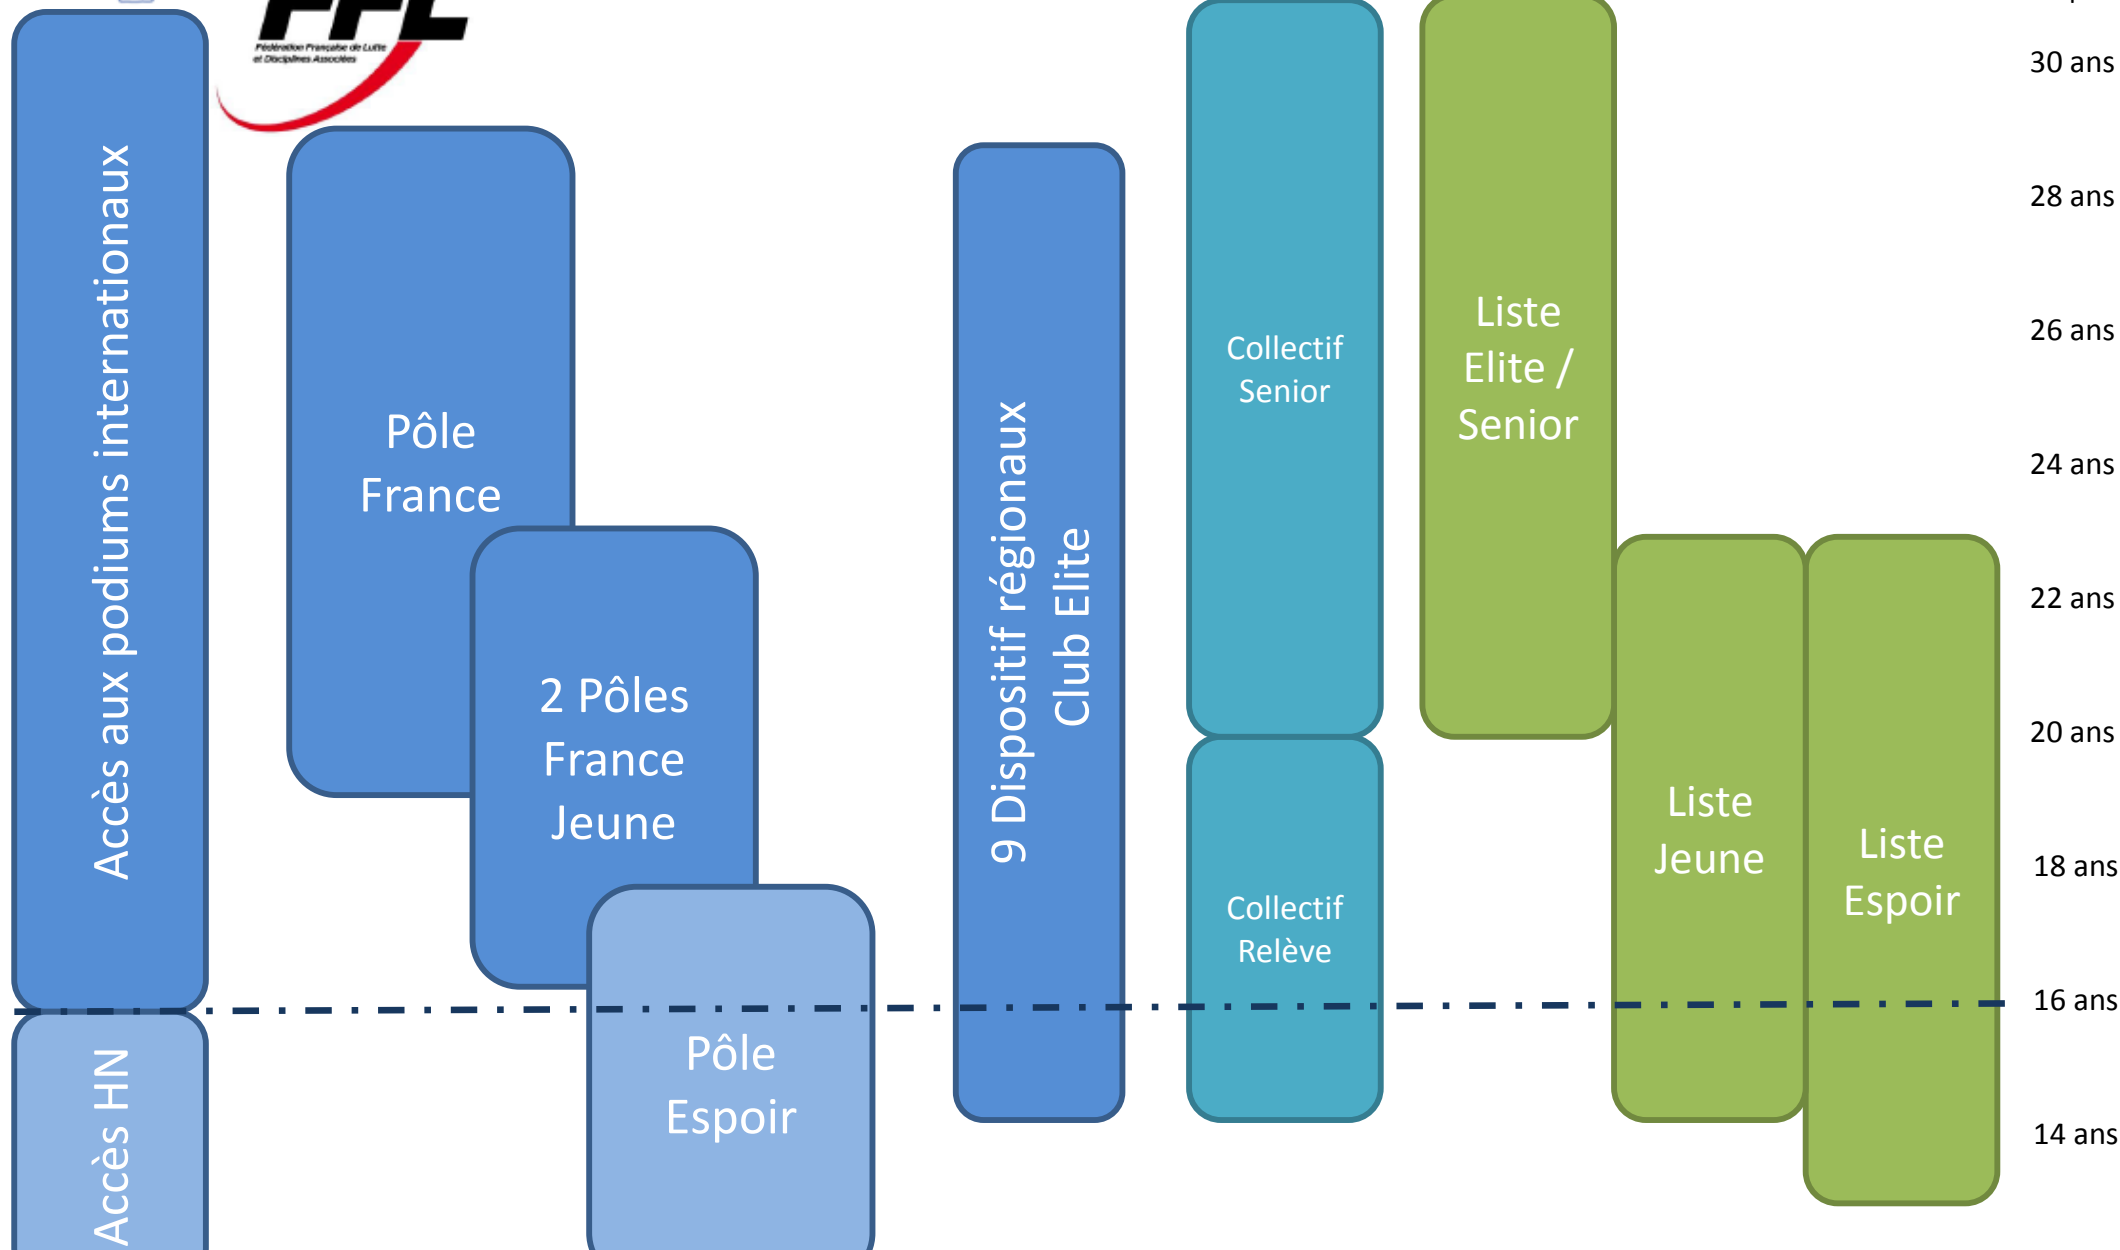 FFL
Fédération Française de Lutte
et Disciplines Associées
Accès aux podiums internationaux
Accès HN
Pôle
France
2 Pôles
France
Jeune
Pôle
Espoir
9 Dispositif régionaux
Club Elite
Collectif
Senior
Collectif
Relève
Liste
Elite /
Senior
Liste
Jeune
Liste
Espoir
30 ans
28 ans
26 ans
24 ans
22 ans
20 ans
18 ans
16 ans
14 ans